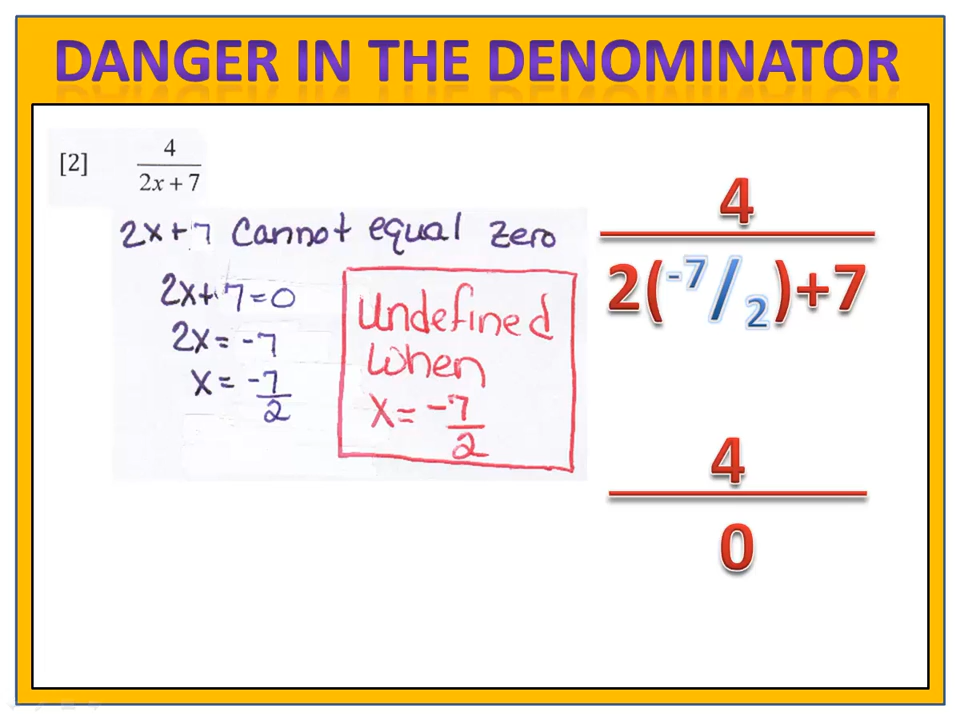 DANGER IN THE DENOMINATOR
[2] 4
2x + 7
2x+7 Cannot equal zero
2x+7=0
2x = -7
x = -7
2
Undefined
When
x = -7
2
4
2(-7/2)+7
4
0